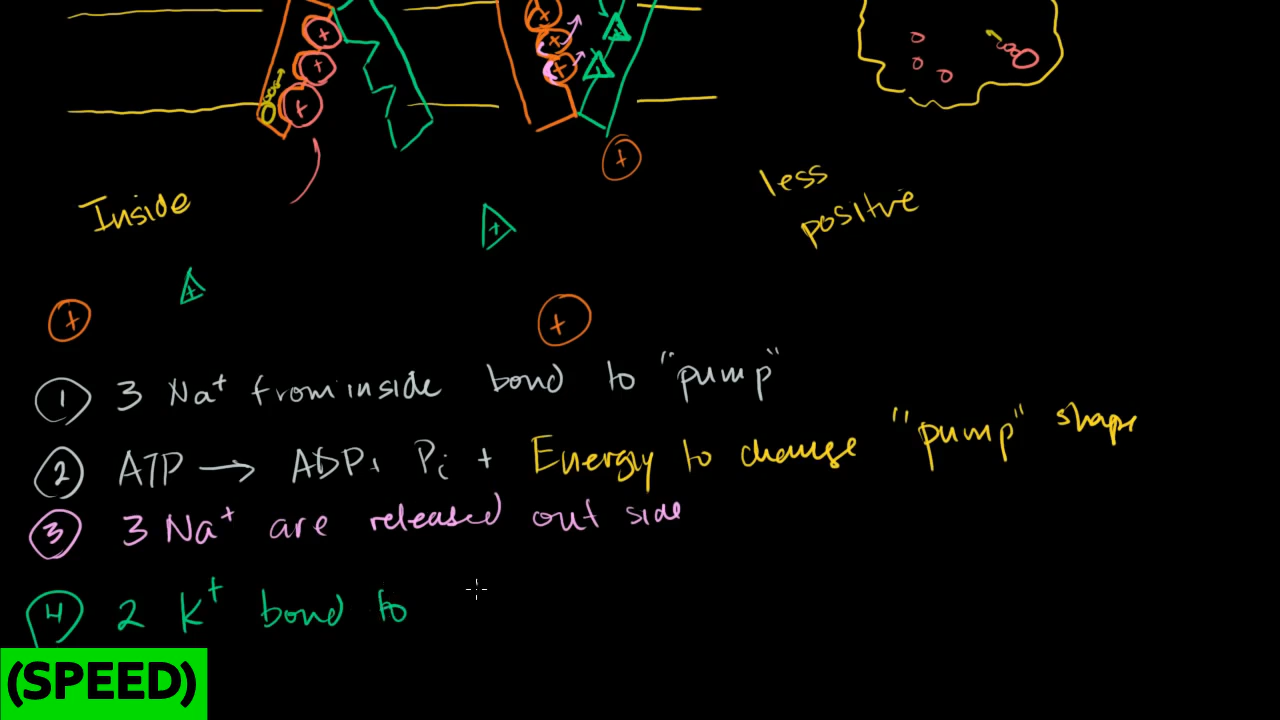 Inside
less
positive
① 3 Na⁺ from inside bond to "pump"
② ATP → ADP + Pi + Energy to change "pump" shape
③ 3 Na⁺ are released out side
④ 2 K⁺ bond to
(SPEED)